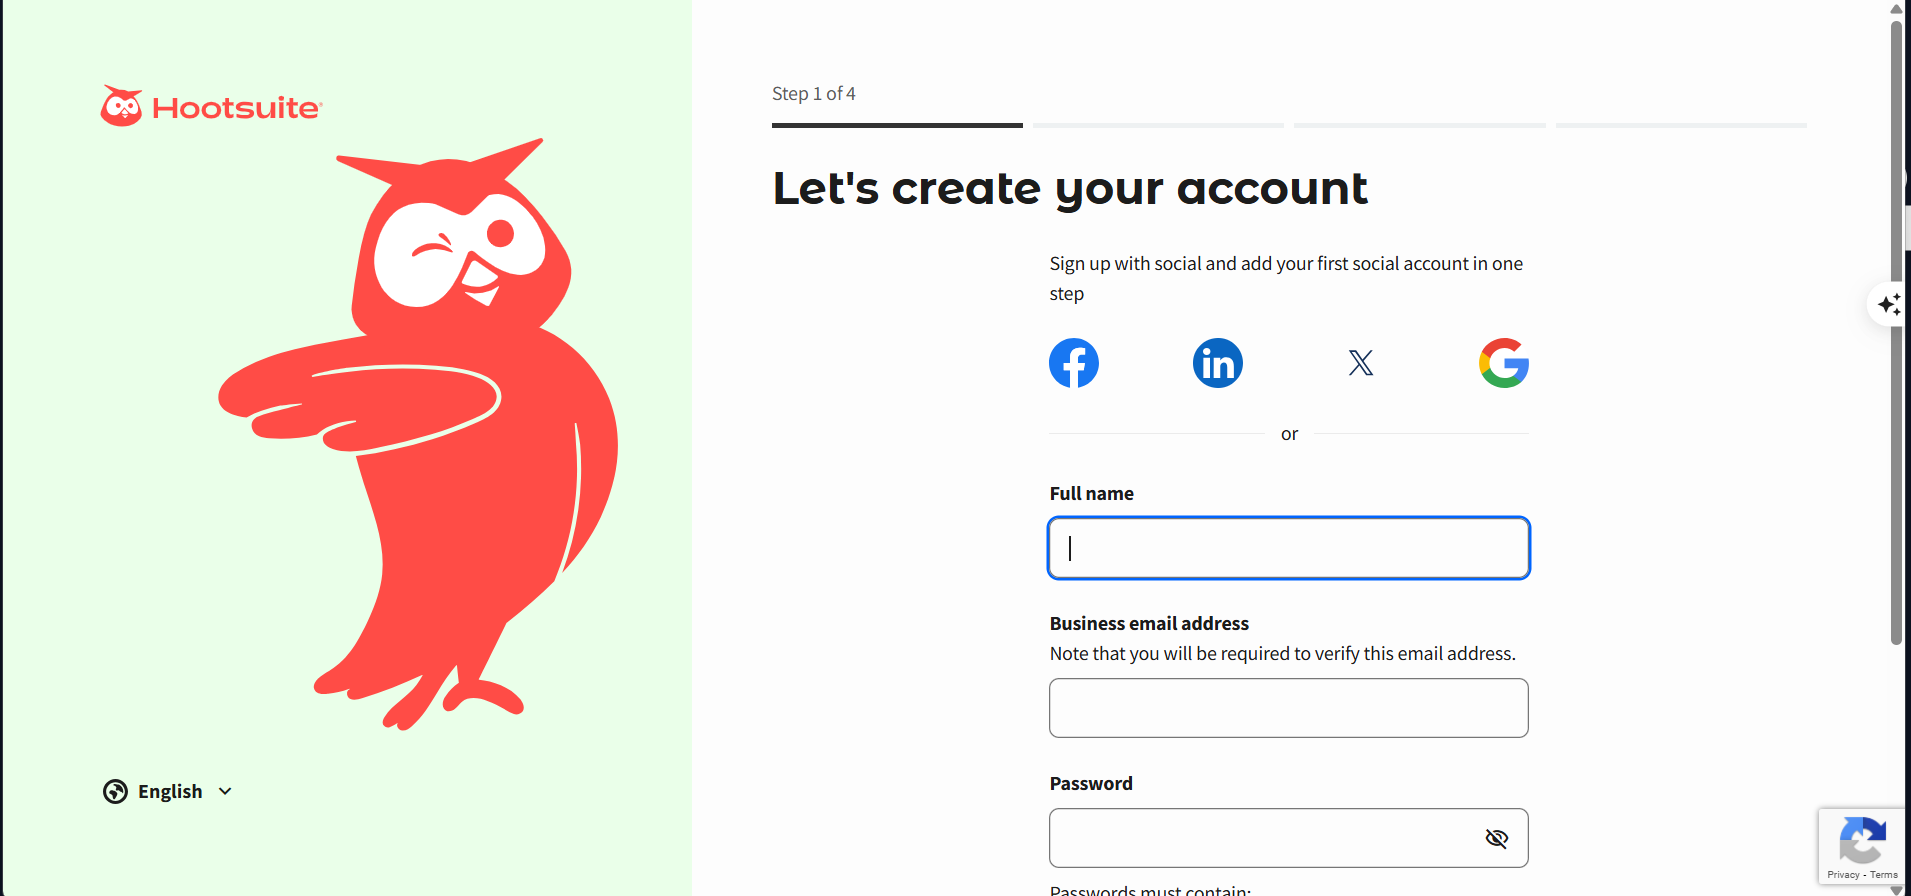 Hootsuite
Step 1 of 4
Let's create your account
Sign up with social and add your first social account in one
step
or
Full name
Business email address
Note that you will be required to verify this email address.
Password
Passwords must contain:
English
Privacy - Terms